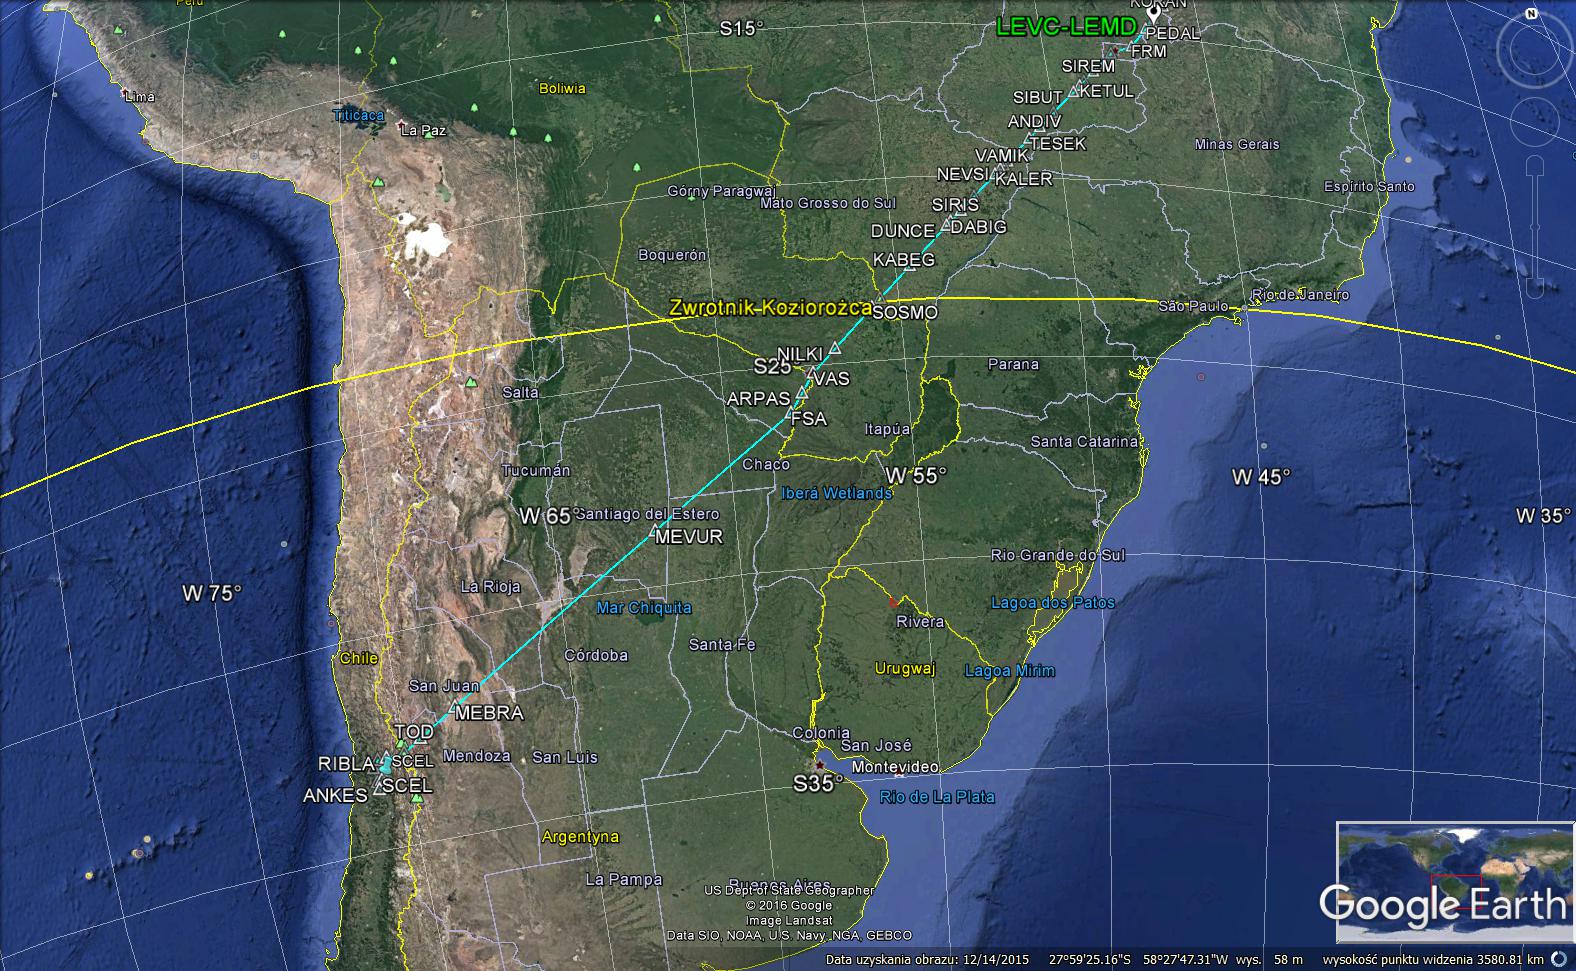 Peru
KORAN
S15°
LEVC-LEMD
PEDAL
FRM
SIREM
Boliwia
KETUL
Lima
SIBUT
Titicaca
ANDIV
La Paz
TESEK
Minas Gerais
VAMIK
NEVSI
KALER
Espírito Santo
Górny Paragwaj
Mato Grosso do Sul
SIRIS
DABIG
DUNCE
Boquerón
KABEG
Rio de Janeiro
Zwrotnik Koziorożca
São Paulo
SOSMO
NILKI
S25°
Parana
VAS
Salta
ARPAS
FSA
Itapúa
Santa Catarina
Chaco
Tucumán
W 55°
W 45°
Iberá Wetlands
W 65°
Santiago del Estero
W 35°
MEVUR
Rio Grande do Sul
La Rioja
W 75°
Mar Chiquita
Lagoa dos Patos
Rivera
Santa Fe
Chile
Córdoba
Urugwaj
Lagoa Mirim
San Juan
MEBRA
TOD
Colonia
San José
Mendoza
San Luis
RIBLA
SCEL
Montevideo
SCEL
S35°
ANKES
Rio de La Plata
Argentyna
La Pampa
Buenos Aires
US Dept of State Geographer
© 2016 Google
Image Landsat
Data SIO, NOAA, U.S. Navy, NGA, GEBCO
N
Google Earth
Data uzyskania obrazu: 12/14/2015 27°59'25.16"S 58°27'47.31"W wys. 58 m wysokość punktu widzenia 3580.81 km